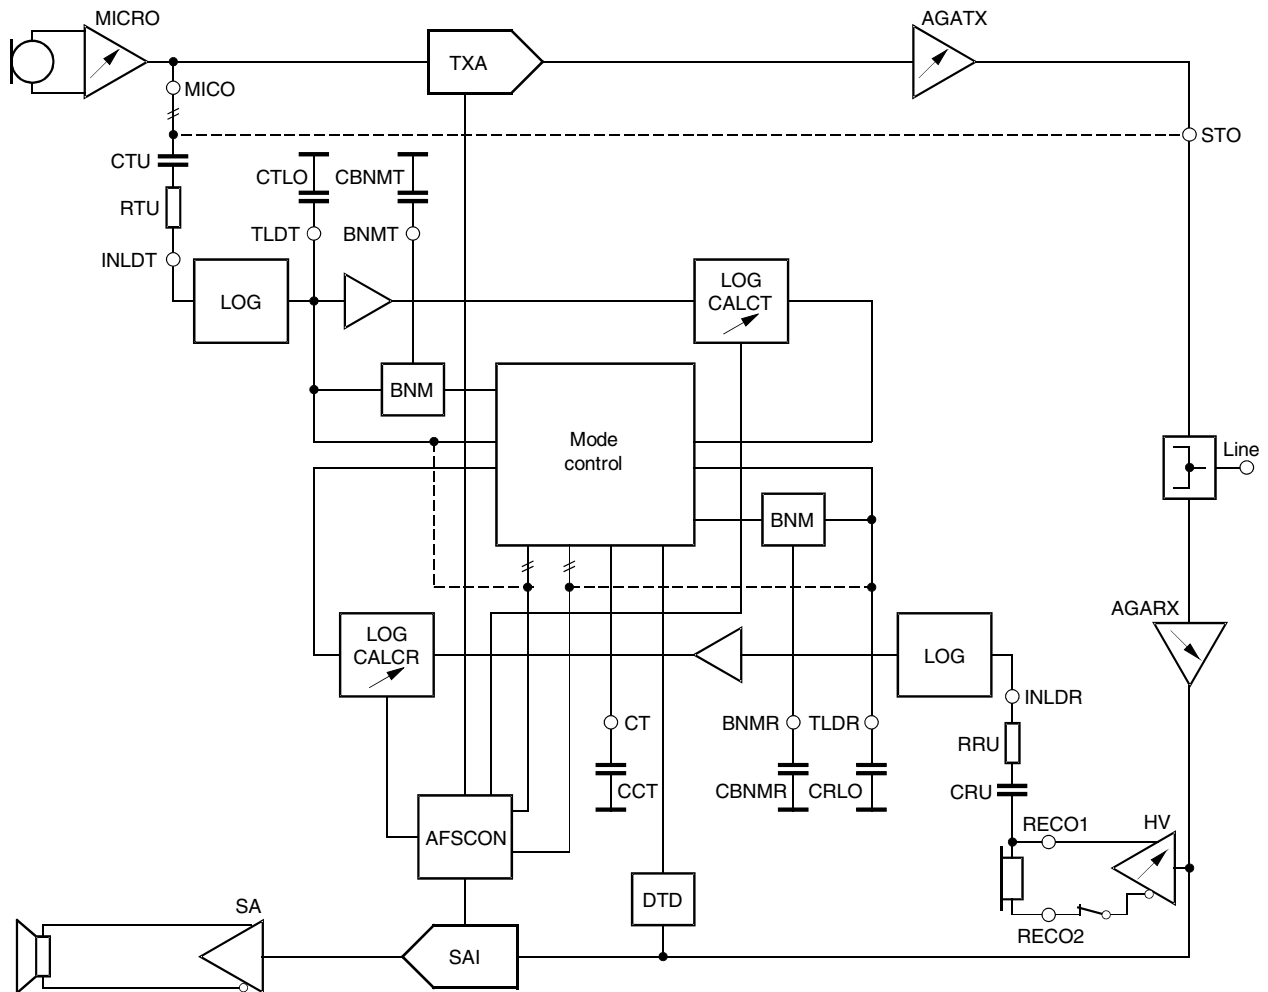 MICRO
AGATX
TXA
MICO
STO
CTU
CTLO
CBNMT
RTU
TLDT
BNMT
INLDT
LOG
LOG
CALCT
BNM
Mode
control
Line
BNM
AGARX
LOG
CALCR
LOG
INLDR
CT
BNMR
TLDR
RRU
CCT
CBNMR
CRLO
CRU
RECO1
HV
AFSCON
DTD
SA
RECO2
SAI